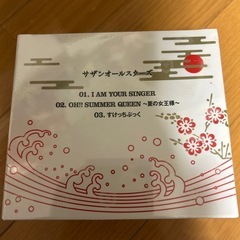 サザンオールスターズ
01. I AM YOUR SINGER
02. OH!! SUMMER QUEEN ～夏の女王様～
03. すけっちぶっく